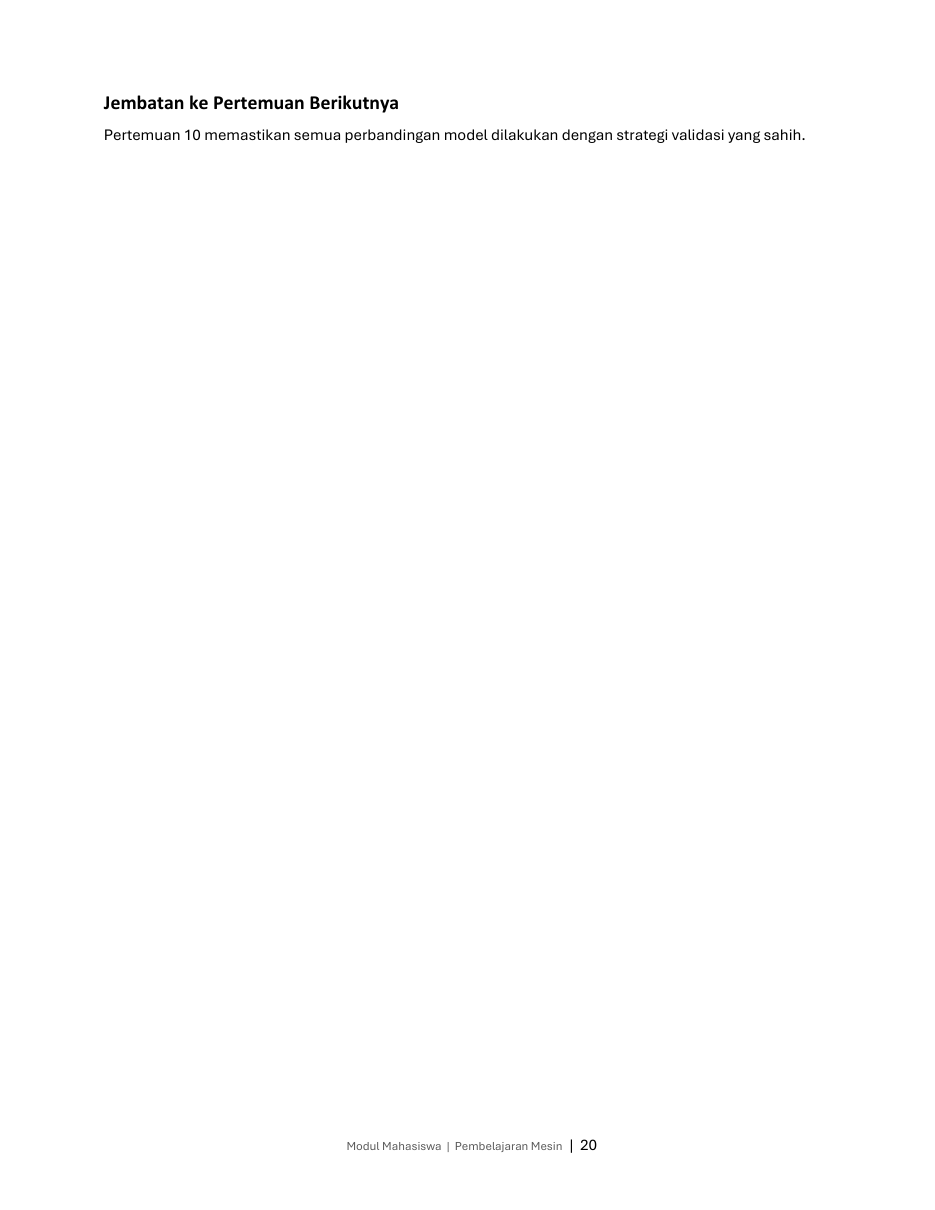 Jembatan ke Pertemuan Berikutnya
Pertemuan 10 memastikan semua perbandingan model dilakukan dengan strategi validasi yang sahih.
Modul Mahasiswa | Pembelajaran Mesin | 20